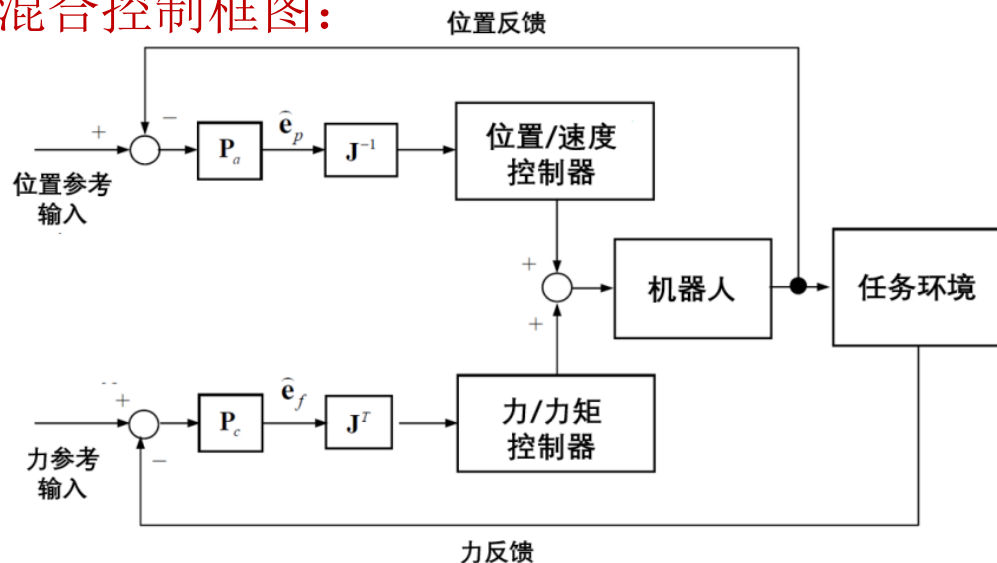 混合控制框图:
位置反馈
+
−
P_a
ê_p
J^{-1}
位置/速度
控制器
位置参考
输入
+
机器人
任务环境
+
+
−
P_c
ê_f
J^T
力/力矩
控制器
力参考
输入
力反馈